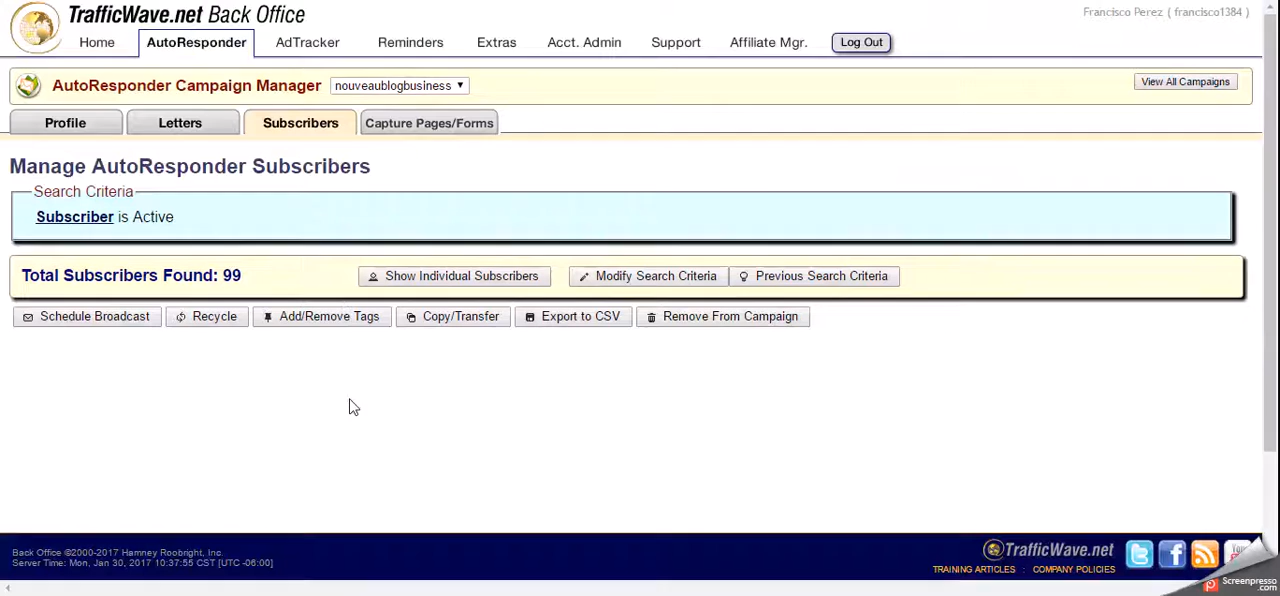 TrafficWave.net Back Office
Francisco Perez ( francisco1384 )
Home AutoResponder AdTracker Reminders Extras Acct. Admin Support Affiliate Mgr. Log Out
AutoResponder Campaign Manager nouveaublogbusiness View All Campaigns
Profile Letters Subscribers Capture Pages/Forms
Manage AutoResponder Subscribers
Search Criteria
Subscriber is Active
Total Subscribers Found: 99 Show Individual Subscribers Modify Search Criteria Previous Search Criteria
Schedule Broadcast Recycle Add/Remove Tags Copy/Transfer Export to CSV Remove From Campaign
Back Office ©2000-2017 Hamney Roobright, Inc.
Server Time: Mon, Jan 30, 2017 10:37:55 CST [UTC -06:00]
TrafficWave.net
TRAINING ARTICLES : COMPANY POLICIES
Screenpresso
.com